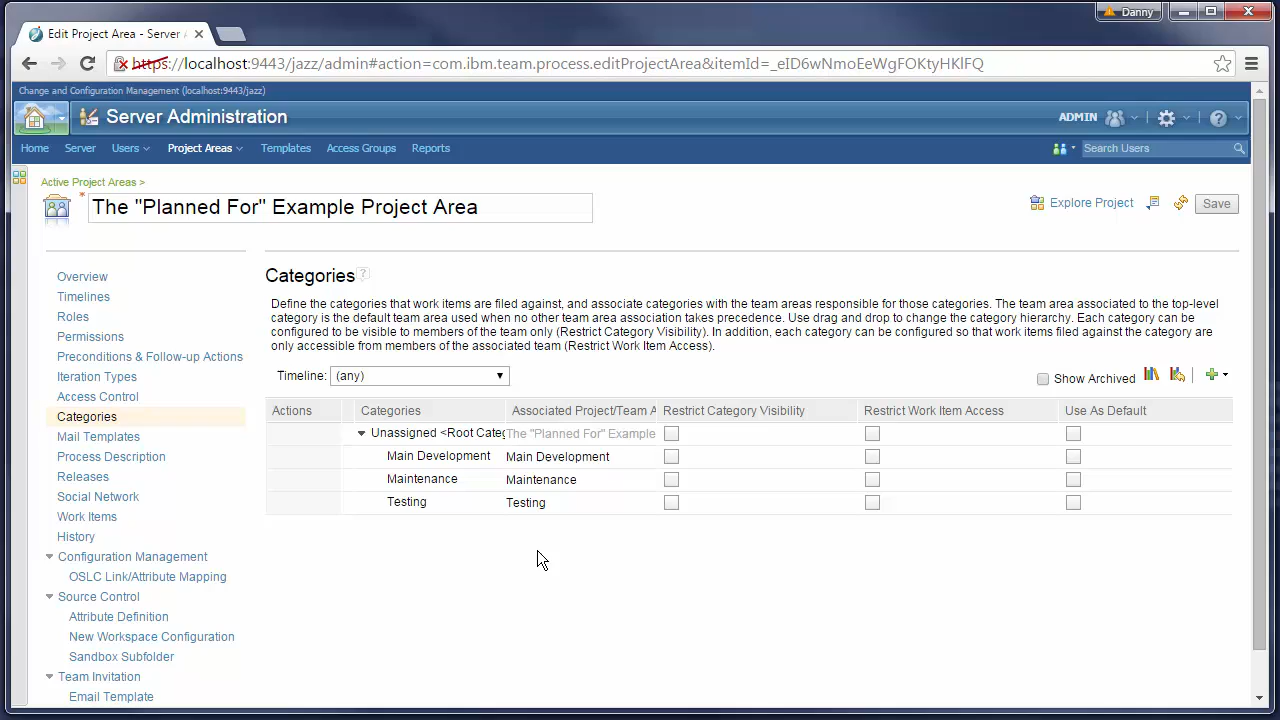 Danny
Edit Project Area - Server
https://localhost:9443/jazz/admin#action=com.ibm.team.process.editProjectArea&itemId=_eID6wNmoEeWgFOKtyHKlFQ
Change and Configuration Management (localhost:9443/jazz)
Server Administration
ADMIN
Home Server Users Project Areas Templates Access Groups Reports
Search Users
Active Project Areas >
* The "Planned For" Example Project Area
Explore Project
Save
Overview
Timelines
Roles
Permissions
Preconditions & Follow-up Actions
Iteration Types
Access Control
Categories
Mail Templates
Process Description
Releases
Social Network
Work Items
History
Configuration Management
OSLC Link/Attribute Mapping
Source Control
Attribute Definition
New Workspace Configuration
Sandbox Subfolder
Team Invitation
Email Template
Categories ?
Define the categories that work items are filed against, and associate categories with the team areas responsible for those categories. The team area associated to the top-level
category is the default team area used when no other team area association takes precedence. Use drag and drop to change the category hierarchy. Each category can be
configured to be visible to members of the team only (Restrict Category Visibility). In addition, each category can be configured so that work items filed against the category are
only accessible from members of the associated team (Restrict Work Item Access).
Timeline: (any)
Show Archived
Actions Categories Associated Project/Team A Restrict Category Visibility Restrict Work Item Access Use As Default
Unassigned <Root Categ The "Planned For" Example
Main Development Main Development
Maintenance Maintenance
Testing Testing